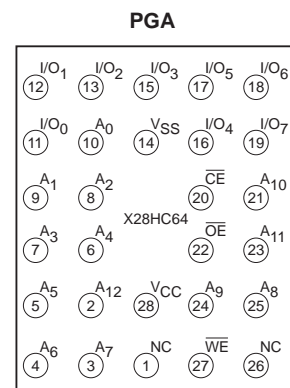 PGA
I/O1 I/O2 I/O3 I/O5 I/O6
12 13 15 17 18
I/O0 A0 VSS I/O4 I/O7
11 10 14 16 19
A1 A2 CE A10
9 8 20 21
X28HC64
A3 A4 OE A11
7 6 22 23
A5 A12 VCC A9 A8
5 2 28 24 25
A6 A7 NC WE NC
4 3 1 27 26